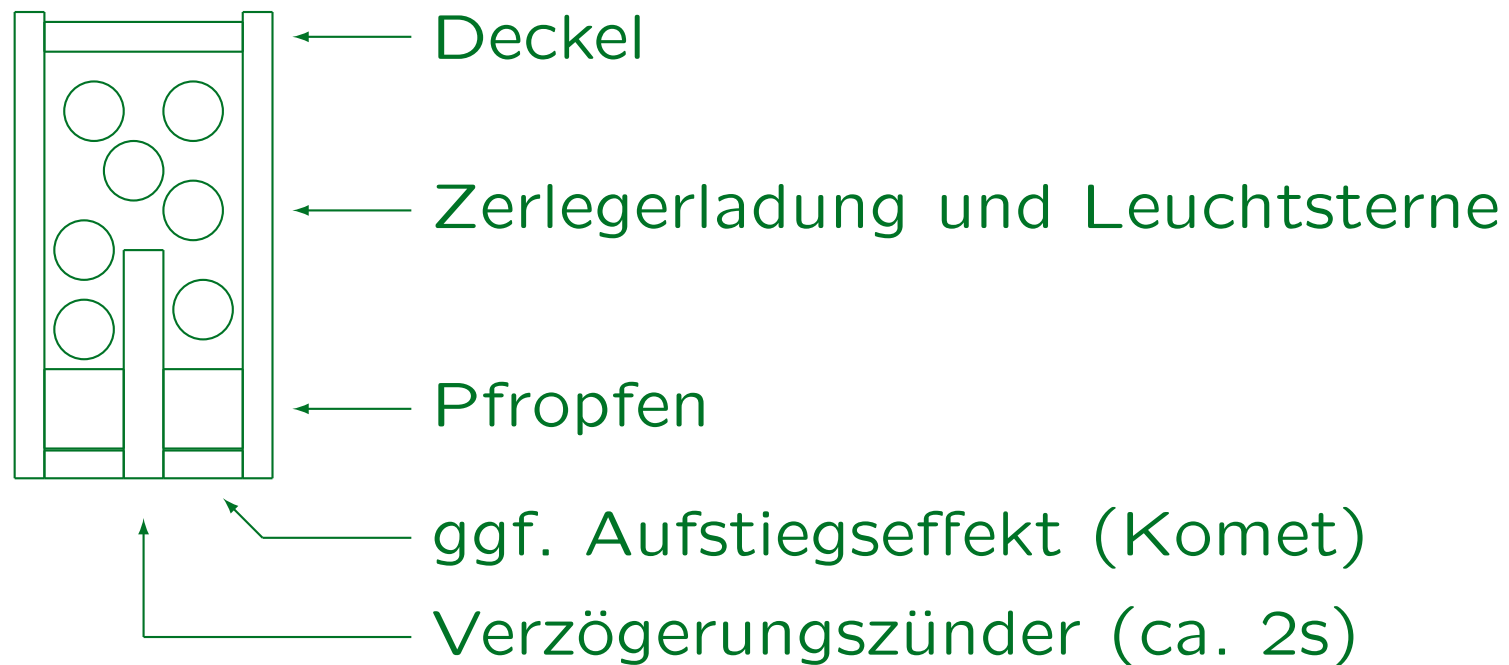 Deckel
Zerlegerladung und Leuchtsterne
Pfropfen
ggf. Aufstiegseffekt (Komet)
Verzögerungszünder (ca. 2s)